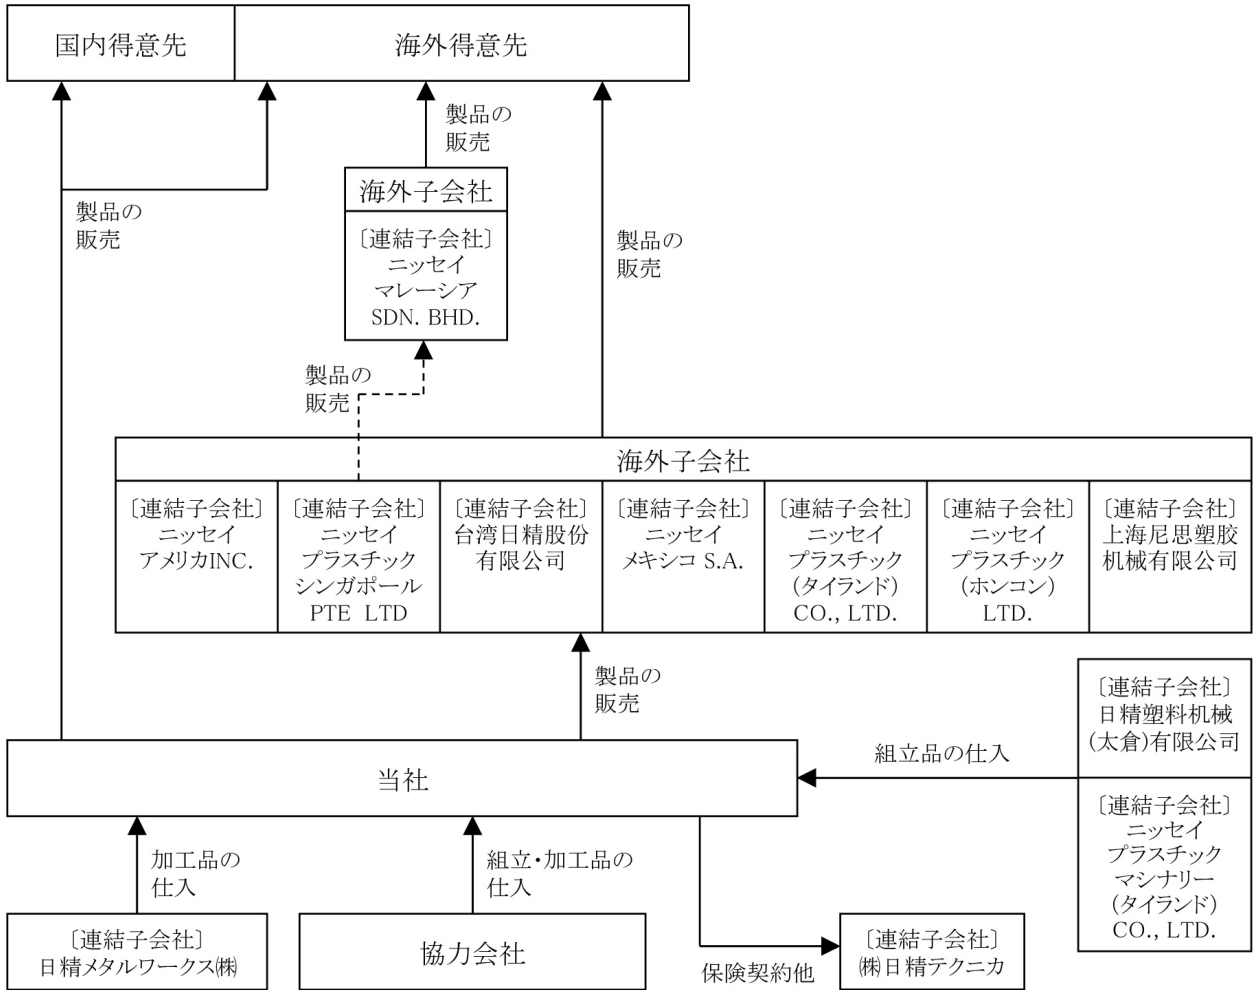 国内得意先
海外得意先
製品の
販売
海外子会社
製品の
販売
〔連結子会社〕
ニッセイ
マレーシア
SDN. BHD.
製品の
販売
製品の
販売
海外子会社
〔連結子会社〕
ニッセイ
アメリカINC.
〔連結子会社〕
ニッセイ
プラスチック
シンガポール
PTE LTD
〔連結子会社〕
台湾日精股份
有限公司
〔連結子会社〕
ニッセイ
メキシコ S.A.
〔連結子会社〕
ニッセイ
プラスチック
(タイランド)
CO., LTD.
〔連結子会社〕
ニッセイ
プラスチック
(ホンコン)
LTD.
〔連結子会社〕
上海尼思塑胶
机械有限公司
製品の
販売
〔連結子会社〕
日精塑料机械
(太倉)有限公司
組立品の仕入
当社
〔連結子会社〕
ニッセイ
プラスチック
マシナリー
(タイランド)
CO., LTD.
加工品の
仕入
組立・加工品の
仕入
〔連結子会社〕
日精メタルワークス㈱
協力会社
保険契約他
〔連結子会社〕
㈱日精テクニカ